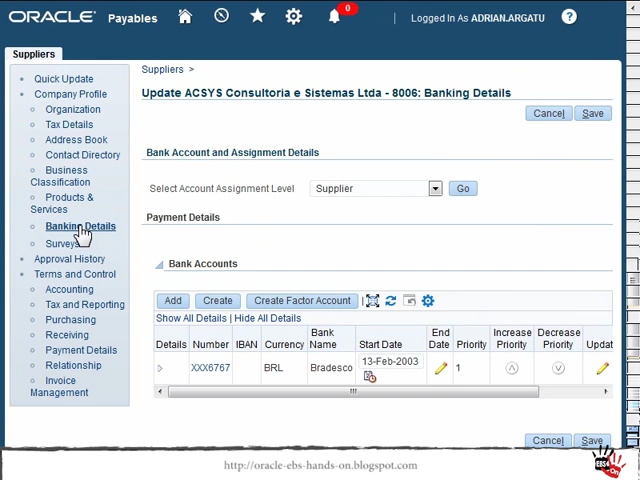 ORACLE® Payables
0
Logged In As ADRIAN.ARGATU
?
Suppliers
Quick Update
Company Profile
Organization
Tax Details
Address Book
Contact Directory
Business
Classification
Products &
Services
Banking Details
Surveys
Approval History
Terms and Control
Accounting
Tax and Reporting
Purchasing
Receiving
Payment Details
Relationship
Invoice
Management
Suppliers >
Update ACSYS Consultoria e Sistemas Ltda - 8006: Banking Details
Cancel Save
Bank Account and Assignment Details
Select Account Assignment Level Supplier Go
Payment Details
Bank Accounts
Add Create Create Factor Account
Show All Details | Hide All Details
Details Number IBAN Currency Bank Name Start Date End Date Priority Increase Priority Decrease Priority Updat
XXX6767 BRL Bradesco 13-Feb-2003 1
Cancel Save
http://oracle-ebs-hands-on.blogspot.com
EBS